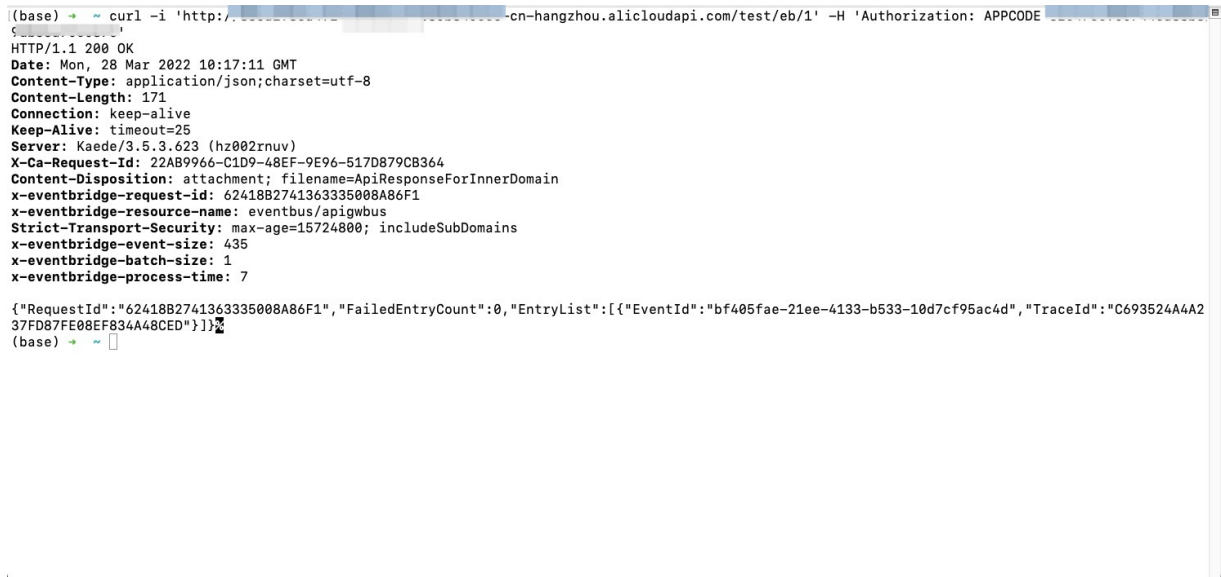 (base) → ~ curl -i 'http:/ -cn-hangzhou.alicloudapi.com/test/eb/1' -H 'Authorization: APPCODE
'
HTTP/1.1 200 OK
Date: Mon, 28 Mar 2022 10:17:11 GMT
Content-Type: application/json;charset=utf-8
Content-Length: 171
Connection: keep-alive
Keep-Alive: timeout=25
Server: Kaede/3.5.3.623 (hz002rnuv)
X-Ca-Request-Id: 22AB9966-C1D9-48EF-9E96-517D879CB364
Content-Disposition: attachment; filename=ApiResponseForInnerDomain
x-eventbridge-request-id: 62418B2741363335008A86F1
x-eventbridge-resource-name: eventbus/apigwbus
Strict-Transport-Security: max-age=15724800; includeSubDomains
x-eventbridge-event-size: 435
x-eventbridge-batch-size: 1
x-eventbridge-process-time: 7
{"RequestId":"62418B2741363335008A86F1","FailedEntryCount":0,"EntryList":[{"EventId":"bf405fae-21ee-4133-b533-10d7cf95ac4d","TraceId":"C693524A4A2
37FD87FE08EF834A48CED"}]}%
(base) → ~